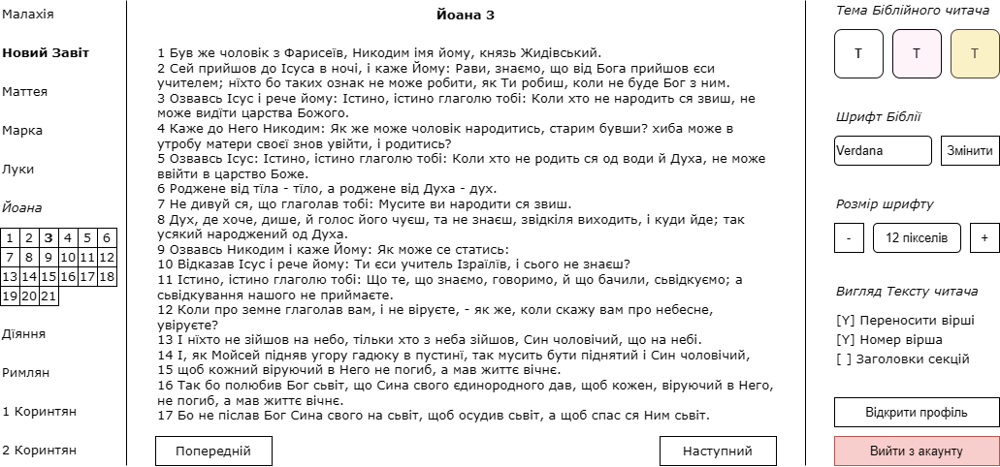 Малахія
Новий Завіт
Маттея
Марка
Луки
Йоана
1 2 3 4 5 6
7 8 9 10 11 12
13 14 15 16 17 18
19 20 21
Дїяння
Римлян
1 Коринтян
2 Коринтян
Йоана 3
1 Був же чоловік з Фарисеїв, Никодим імя йому, князь Жидівський.
2 Сей прийшов до Ісуса в ночі, і каже Йому: Рави, знаємо, що від Бога прийшов єси
учителем; нїхто бо таких ознак не може робити, як Ти робиш, коли не буде Бог з ним.
3 Озвавсь Ісус і рече йому: Істино, істино глаголю тобі: Коли хто не народить ся звиш, не
може видїти царства Божого.
4 Каже до Него Никодим: Як же може чоловік народитись, старим бувши? хиба може в
утробу матери своєї знов увійти, і родитись?
5 Озвавсь Ісус: Істино, істино глаголю тобі: Коли хто не родить ся од води й Духа, не може
ввійти в царство Боже.
6 Роджене від тїла - тїло, а роджене від Духа - дух.
7 Не дивуй ся, що глаголав тобі: Мусите ви народити ся звиш.
8 Дух, де хоче, дише, й голос його чуєш, та не знаєш, звідкіля виходить, і куди йде; так
усякий народжений од Духа.
9 Озвавсь Никодим і каже Йому: Як може се статись:
10 Відказав Ісус і рече йому: Ти єси учитель Ізраїлїв, і сього не знаєш?
11 Істино, істино глаголю тобі: Що те, що знаємо, говоримо, й що бачили, сьвідкуємо; а
сьвідкування нашого не приймаєте.
12 Коли про земне глаголав вам, і не віруєте, - як же, коли скажу вам про небесне,
увіруєте?
13 І нїхто не зійшов на небо, тільки хто з неба зійшов, Син чоловічий, що на небі.
14 І, як Мойсей підняв угору гадюку в пустинї, так мусить бути піднятий і Син чоловічий,
15 щоб кожний віруючий в Него не погиб, а мав життє вічнє.
16 Так бо полюбив Бог сьвіт, що Сина свого єдинородного дав, щоб кожен, віруючий в Него,
не погиб, а мав життє вічнє.
17 Бо не післав Бог Сина свого на сьвіт, щоб осудив сьвіт, а щоб спас ся Ним сьвіт.
Попередній
Наступний
Тема Біблійного читача
T T T
Шрифт Біблії
Verdana Змінити
Розмір шрифту
- 12 пікселів +
Вигляд Тексту читача
[Y] Переносити вірші
[Y] Номер вірша
[ ] Заголовки секцій
Відкрити профіль
Вийти з акаунту